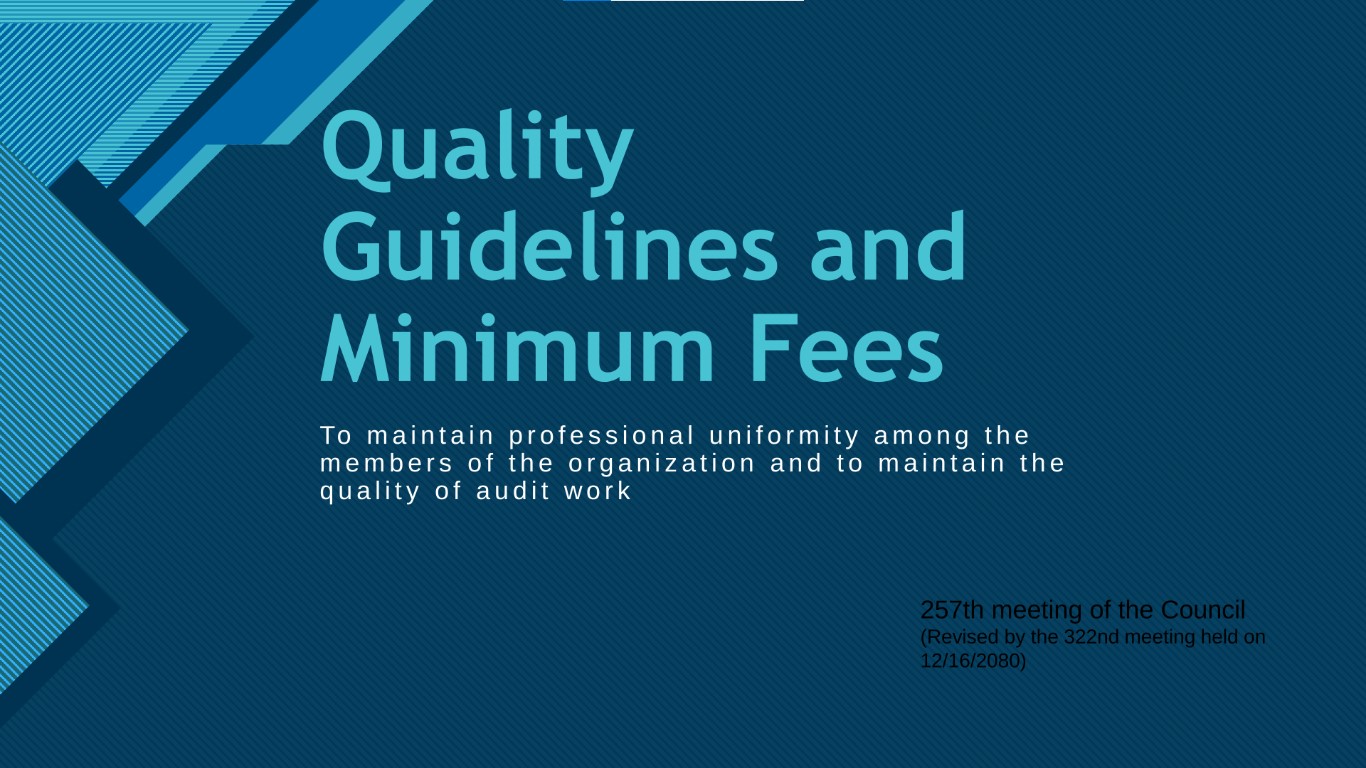 Quality
Guidelines and
Minimum Fees
To maintain professional uniformity among the
members of the organization and to maintain the
quality of audit work
257th meeting of the Council
(Revised by the 322nd meeting held on
12/16/2080)